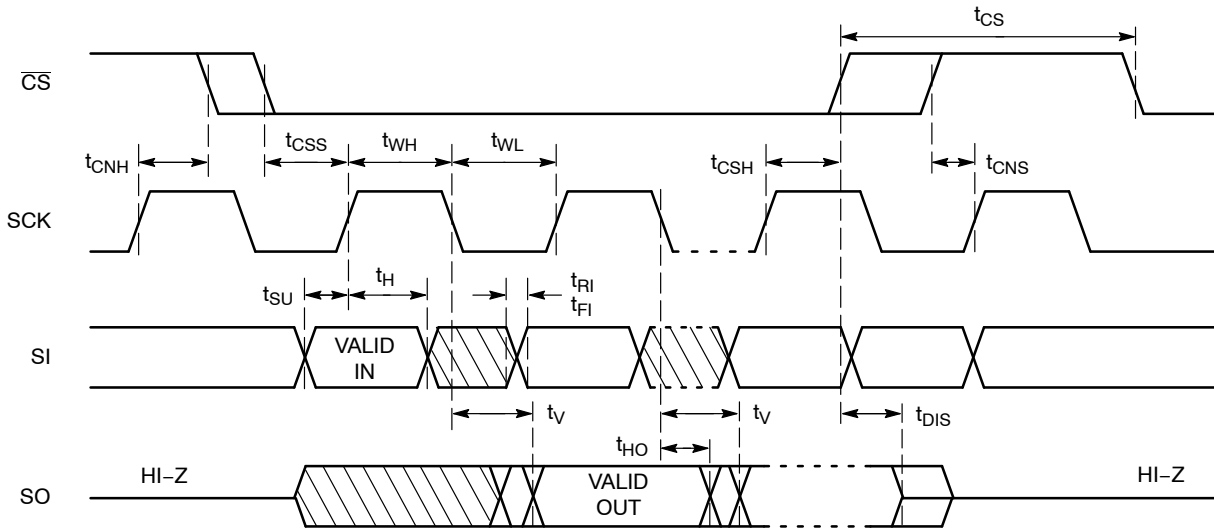 t_CS
C̅S̅
t_CNH
t_CSS
t_WH
t_WL
t_CSH
t_CNS
SCK
t_SU
t_H
t_RI
t_FI
SI
VALID
IN
t_V
t_V
t_DIS
t_HO
HI–Z
HI–Z
SO
VALID
OUT